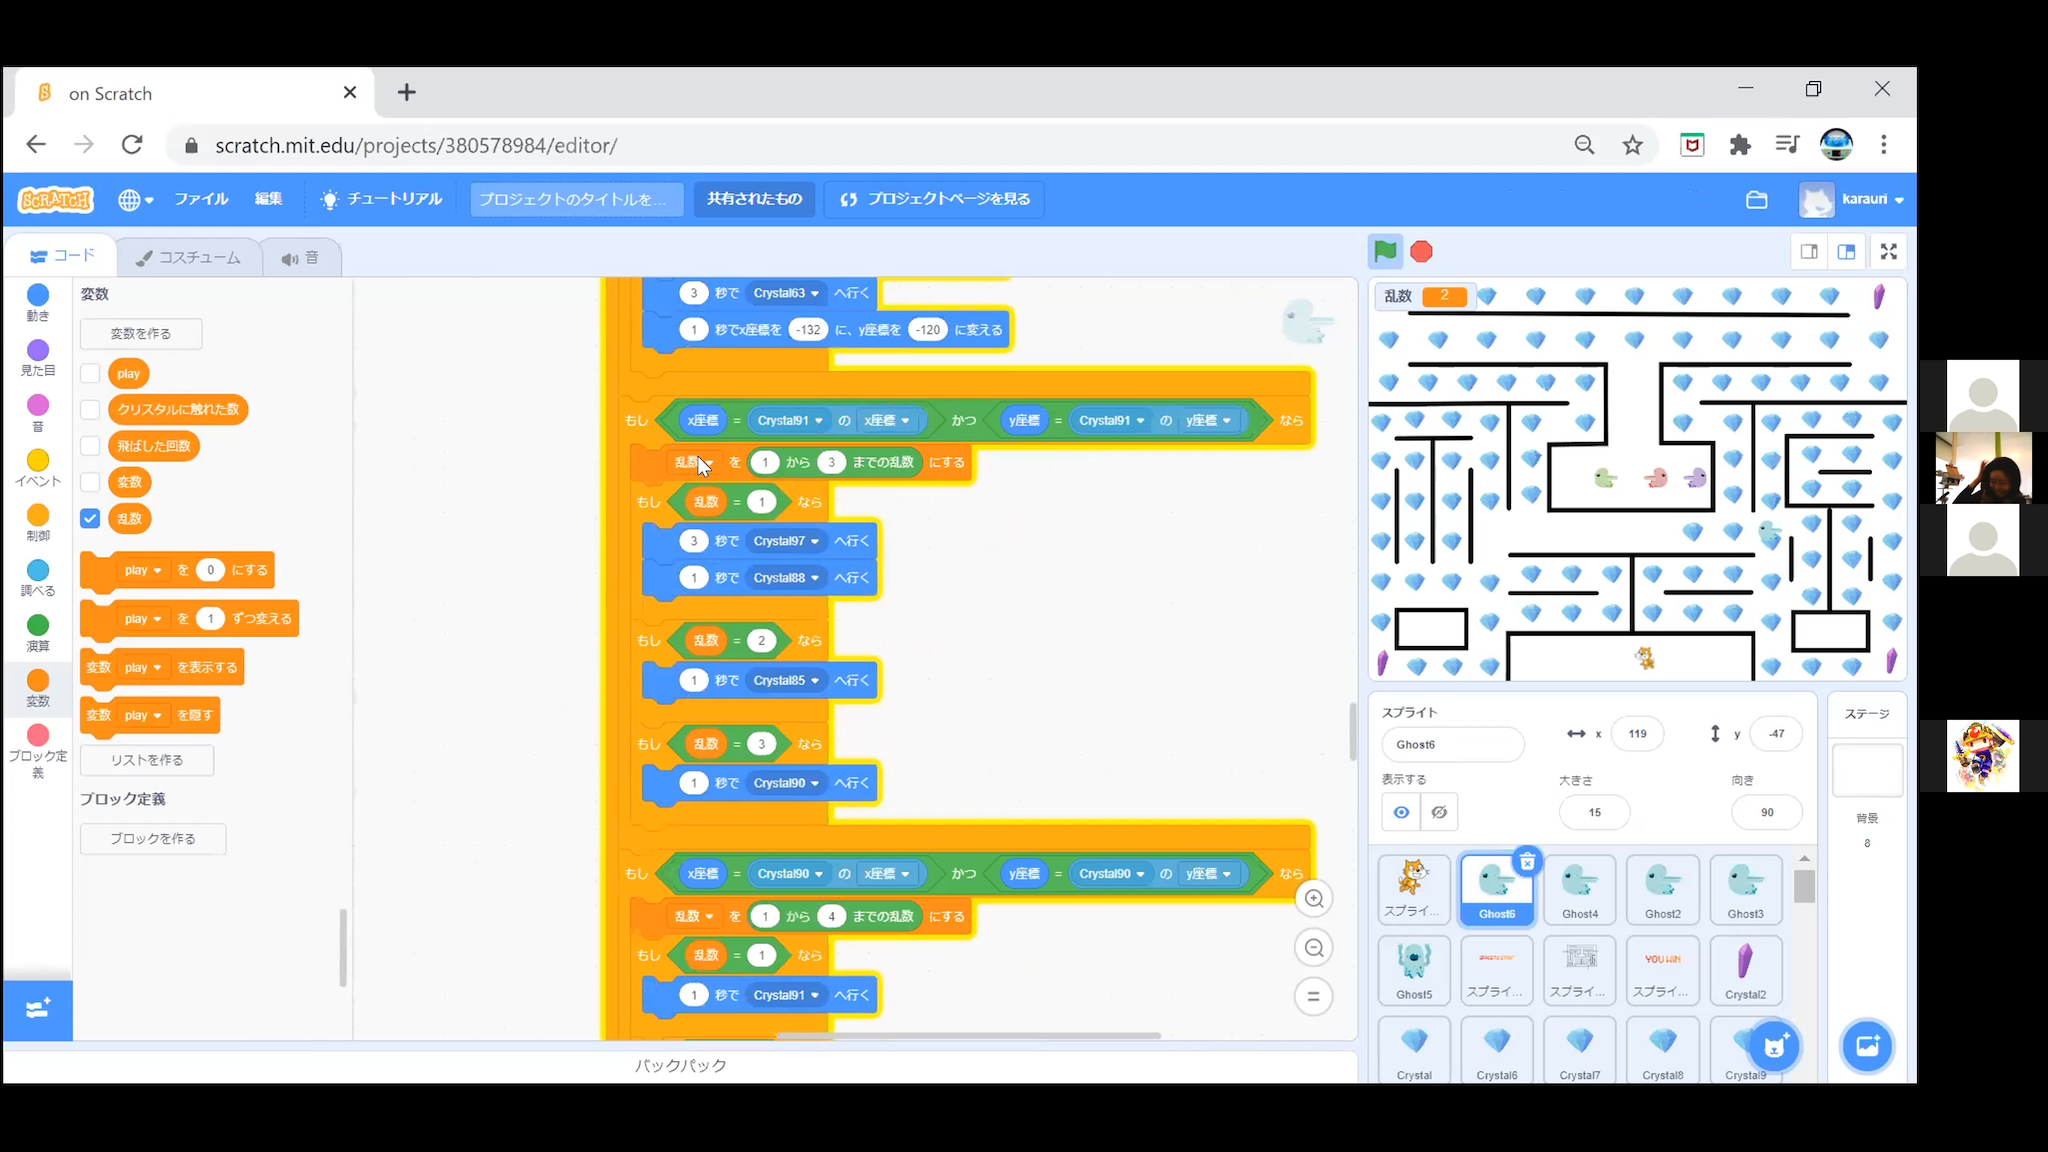 on Scratch
scratch.mit.edu/projects/380578984/editor/
SCRATCH ファイル 編集 チュートリアル プロジェクトのタイトルを... 共有されたもの プロジェクトページを見る karauri
コード コスチューム 音
動き
見た目
音
イベント
制御
調べる
演算
変数
ブロック定義
変数
変数を作る
play
クリスタルに触れた数
飛ばした回数
変数
乱数
play を 0 にする
play を 1 ずつ変える
変数 play を表示する
変数 play を隠す
リストを作る
ブロック定義
ブロックを作る
3 秒で Crystal63 へ行く
1 秒でx座標を -132 に、y座標を -120 に変える
もし x座標 = Crystal91 の x座標 かつ y座標 = Crystal91 の y座標 なら
乱数 を 1 から 3 までの乱数 にする
もし 乱数 = 1 なら
3 秒で Crystal97 へ行く
1 秒で Crystal88 へ行く
もし 乱数 = 2 なら
1 秒で Crystal85 へ行く
もし 乱数 = 3 なら
1 秒で Crystal90 へ行く
もし x座標 = Crystal90 の x座標 かつ y座標 = Crystal90 の y座標 なら
乱数 を 1 から 4 までの乱数 にする
もし 乱数 = 1 なら
1 秒で Crystal91 へ行く
バックパック
乱数 2
スプライト
Ghost6 x 119 y -47
表示する 大きさ 向き
15 90
スプライ... Ghost6 Ghost4 Ghost2 Ghost3
YOU WIN
Ghost5 スプライ... スプライ... スプライ... Crystal2
Crystal Crystal6 Crystal7 Crystal8 Crystal9
ステージ
背景
8